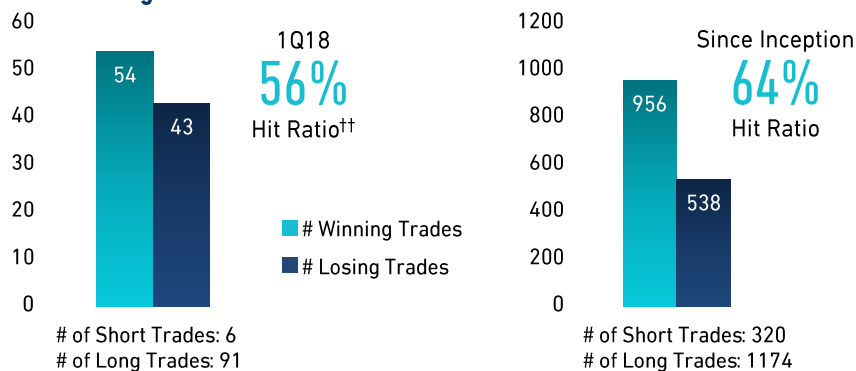 60
50
40
30
20
10
0
54
43
1Q18
56%
Hit Ratio††
# Winning Trades
# Losing Trades
# of Short Trades: 6
# of Long Trades: 91
1200
1000
800
600
400
200
0
956
538
Since Inception
64%
Hit Ratio
# of Short Trades: 320
# of Long Trades: 1174